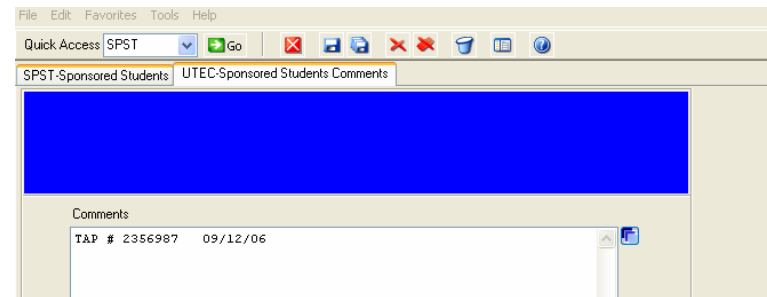 File Edit Favorites Tools Help
Quick Access SPST Go
SPST-Sponsored Students UTEC-Sponsored Students Comments
Comments
TAP # 2356987 09/12/06